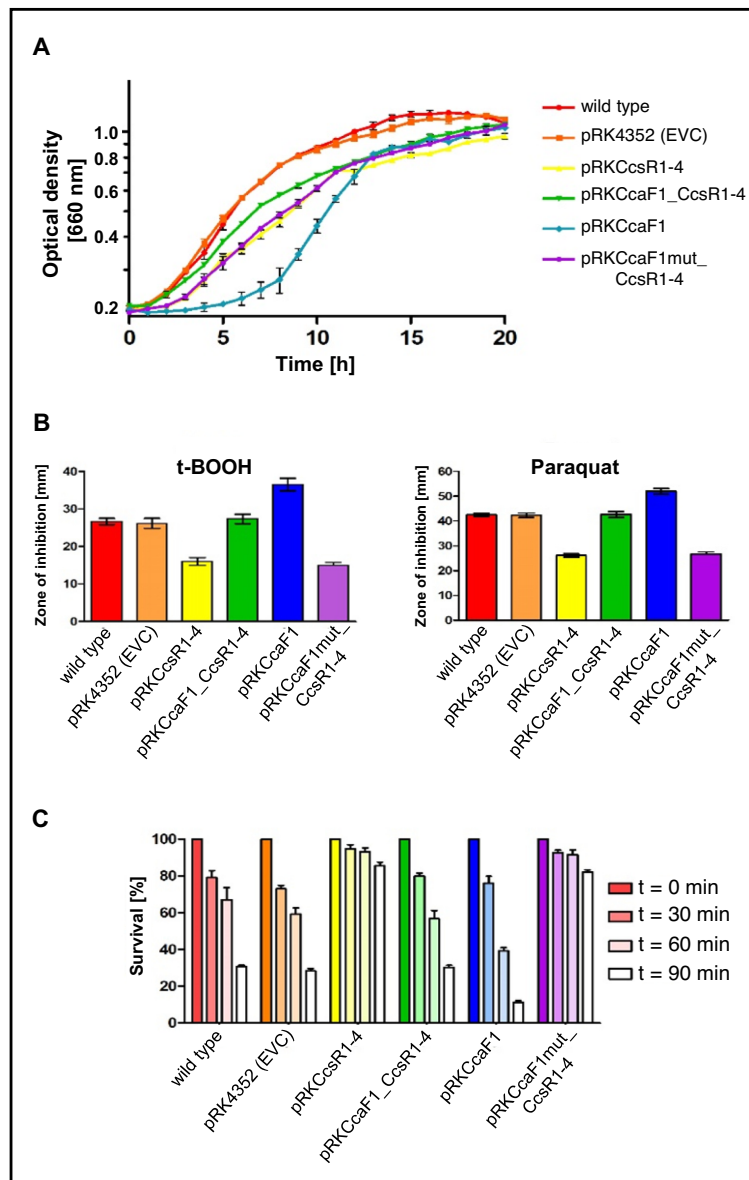 A
Optical density
[660 nm]
1.0
0.8
0.6
0.4
0.2
0 5 10 15 20
Time [h]
wild type
pRK4352 (EVC)
pRKCcsR1-4
pRKCcaF1_CcsR1-4
pRKCcaF1
pRKCcaF1mut_
CcsR1-4
B
t-BOOH
Zone of inhibition [mm]
40
30
20
10
0
wild type
pRK4352 (EVC)
pRKCcsR1-4
pRKCcaF1_CcsR1-4
pRKCcaF1
pRKCcaF1mut_
CcsR1-4
Paraquat
Zone of inhibition [mm]
60
50
40
30
20
10
0
wild type
pRK4352 (EVC)
pRKCcsR1-4
pRKCcaF1_CcsR1-4
pRKCcaF1
pRKCcaF1mut_
CcsR1-4
C
Survival [%]
100
80
60
40
20
0
wild type
pRK4352 (EVC)
pRKCcsR1-4
pRKCcaF1_CcsR1-4
pRKCcaF1
pRKCcaF1mut_
CcsR1-4
t = 0 min
t = 30 min
t = 60 min
t = 90 min